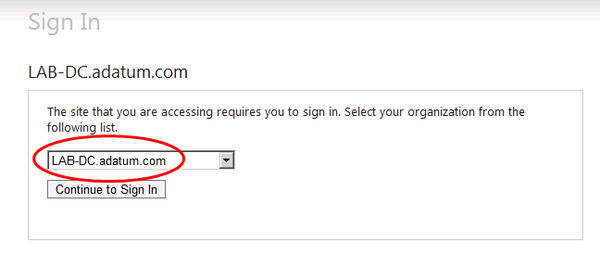 Sign In
LAB-DC.adatum.com
The site that you are accessing requires you to sign in. Select your organization from the
following list.
LAB-DC.adatum.com
Continue to Sign In